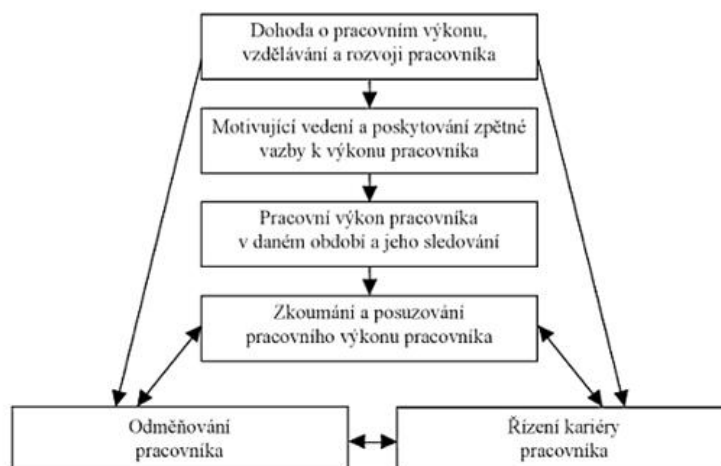 Dohoda o pracovním výkonu,
vzdělávání a rozvoji pracovníka
Motivující vedení a poskytování zpětné
vazby k výkonu pracovníka
Pracovní výkon pracovníka
v daném období a jeho sledování
Zkoumání a posuzování
pracovního výkonu pracovníka
Odměňování
pracovníka
Řízení kariéry
pracovníka